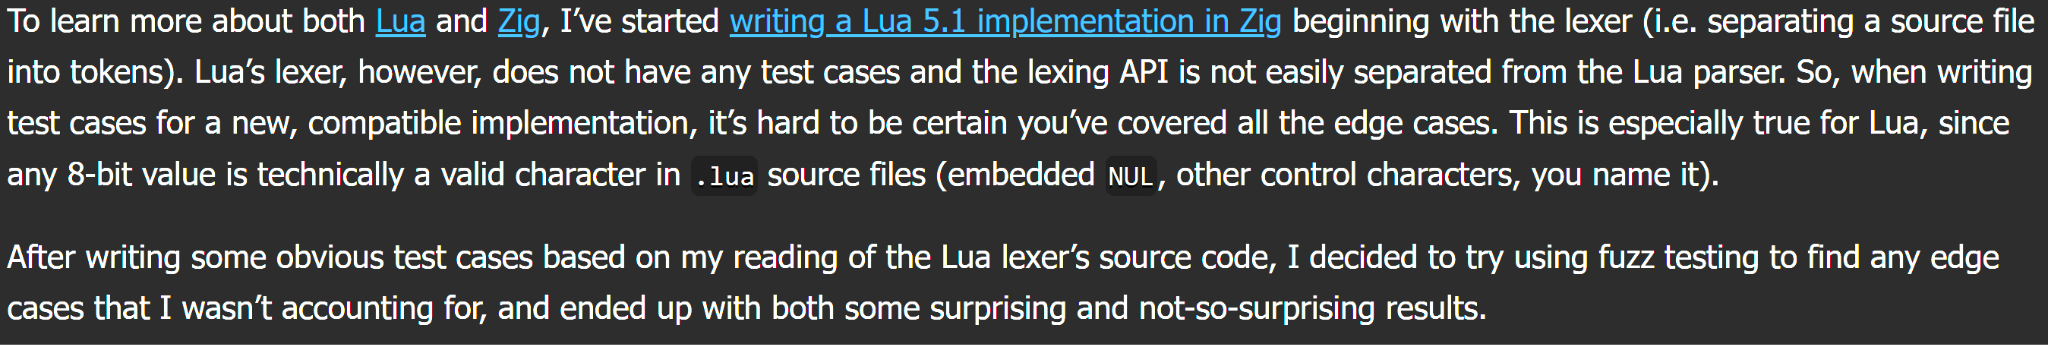 To learn more about both Lua and Zig, I’ve started writing a Lua 5.1 implementation in Zig beginning with the lexer (i.e. separating a source file
into tokens). Lua’s lexer, however, does not have any test cases and the lexing API is not easily separated from the Lua parser. So, when writing
test cases for a new, compatible implementation, it’s hard to be certain you’ve covered all the edge cases. This is especially true for Lua, since
any 8-bit value is technically a valid character in .lua source files (embedded NUL, other control characters, you name it).
After writing some obvious test cases based on my reading of the Lua lexer’s source code, I decided to try using fuzz testing to find any edge
cases that I wasn’t accounting for, and ended up with both some surprising and not-so-surprising results.